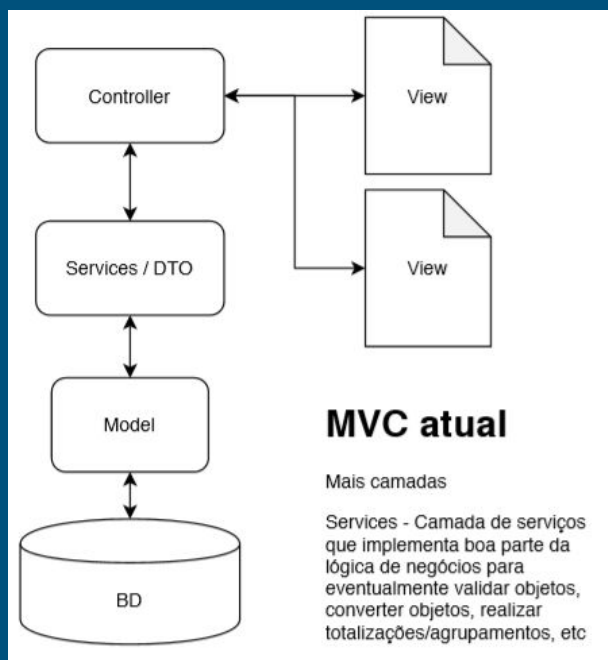 Controller
View
Services / DTO
View
Model
BD
MVC atual
Mais camadas
Services - Camada de serviços
que implementa boa parte da
lógica de negócios para
eventualmente validar objetos,
converter objetos, realizar
totalizações/agrupamentos, etc